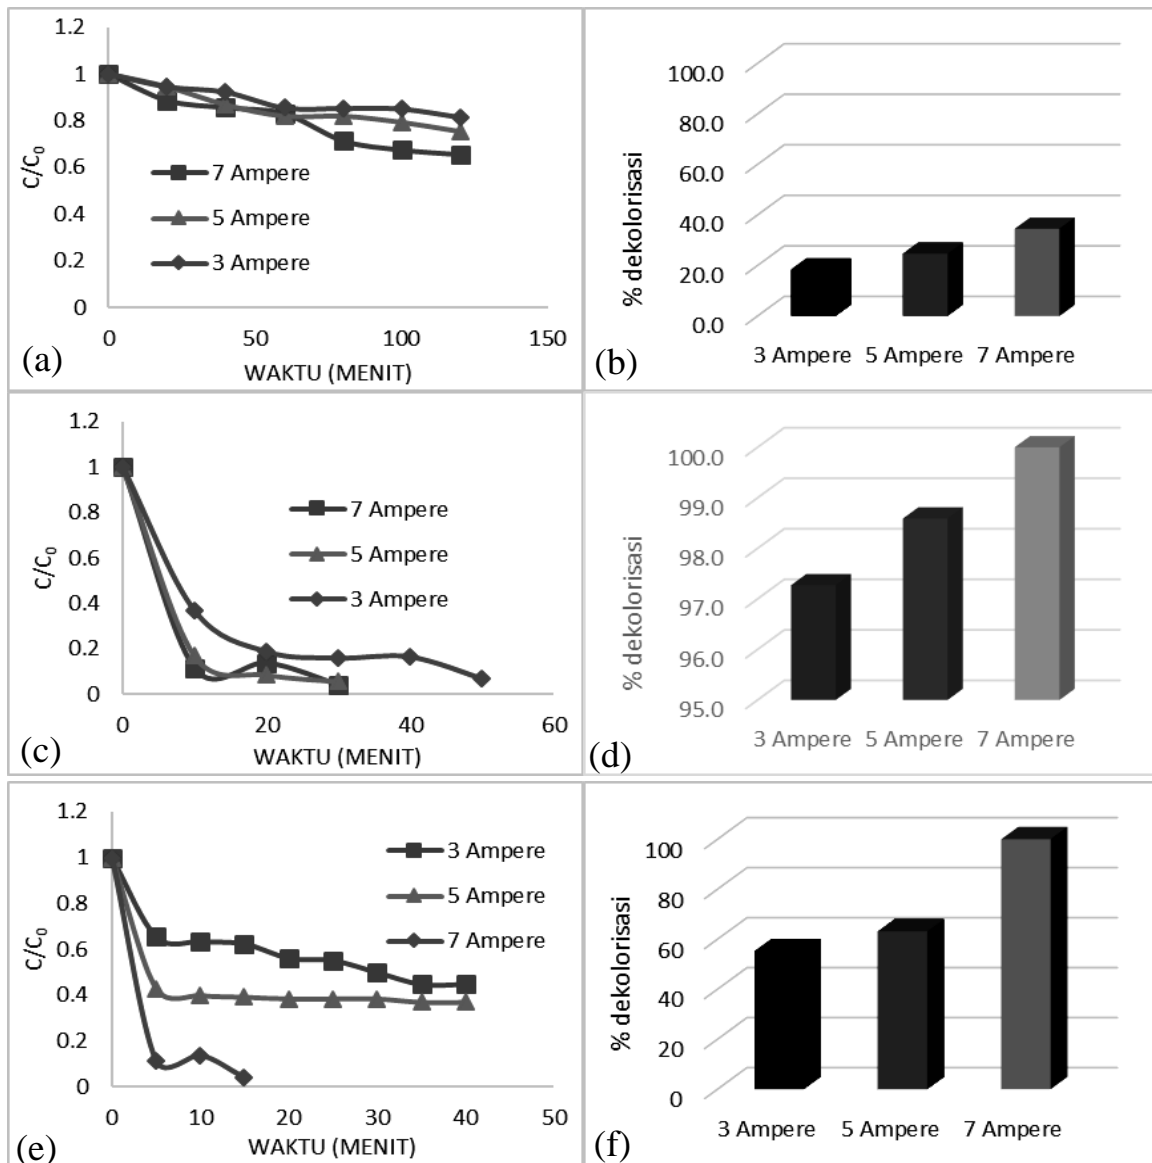 1.2
1
0.8
0.6
0.4
0.2
0
C/C0
7 Ampere
5 Ampere
3 Ampere
0 50 100 150
WAKTU (MENIT)
(a)
100.0
80.0
60.0
40.0
20.0
0.0
% dekolorisasi
3 Ampere 5 Ampere 7 Ampere
(b)
1.2
1
0.8
0.6
0.4
0.2
0
C/C0
7 Ampere
5 Ampere
3 Ampere
0 20 40 60
WAKTU (MENIT)
(c)
100.0
99.0
98.0
97.0
96.0
95.0
% dekolorisasi
3 Ampere 5 Ampere 7 Ampere
(d)
1.2
1
0.8
0.6
0.4
0.2
0
C/C0
3 Ampere
5 Ampere
7 Ampere
0 10 20 30 40 50
WAKTU (MENIT)
(e)
100
80
60
40
20
0
% dekolorisasi
3 Ampere 5 Ampere 7 Ampere
(f)